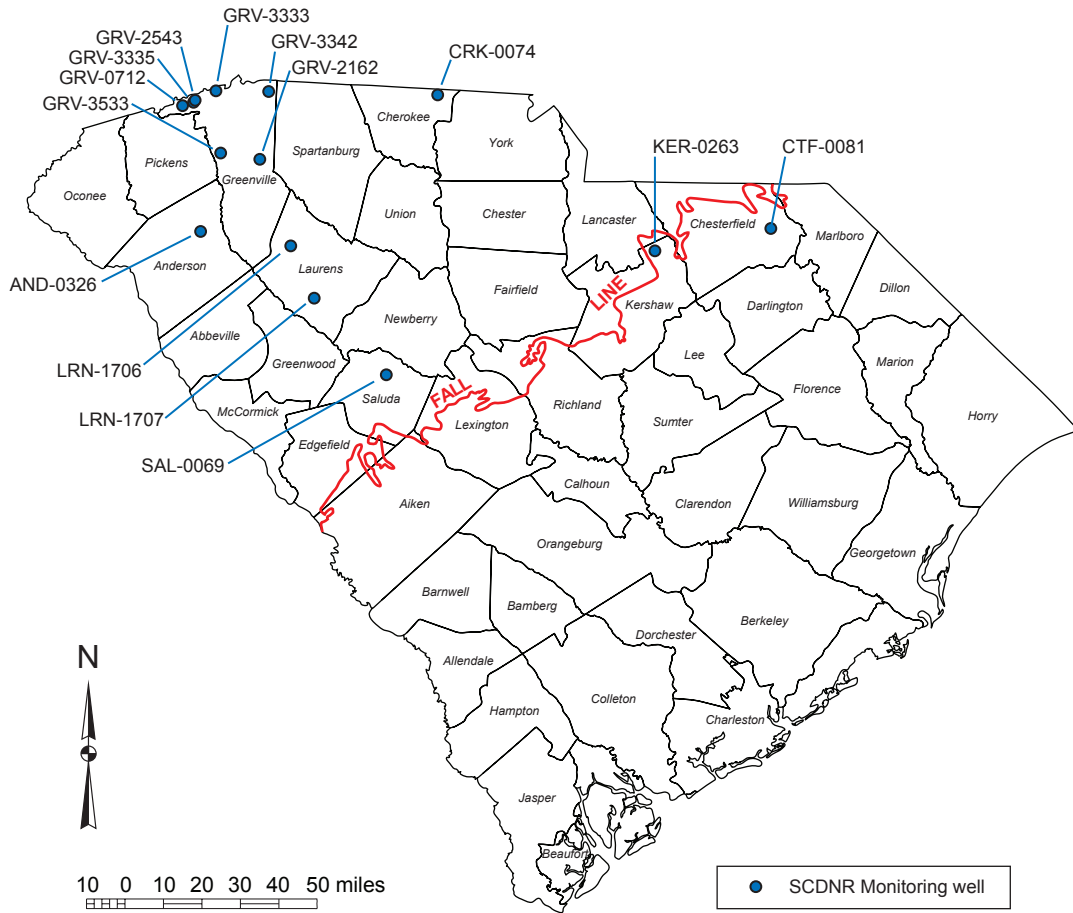 GRV-3333
GRV-2543
GRV-3342
GRV-3335
GRV-2162
CRK-0074
GRV-0712
GRV-3533
KER-0263
CTF-0081
AND-0326
LRN-1706
LRN-1707
SAL-0069
Cherokee
York
Spartanburg
Pickens
Greenville
Oconee
Union
Chester
Lancaster
Chesterfield
Marlboro
Anderson
Laurens
Fairfield
Kershaw
Darlington
Dillon
Newberry
Abbeville
Greenwood
Lee
Marion
McCormick
Saluda
Richland
Florence
Horry
Edgefield
Lexington
Sumter
FALL
LINE
Aiken
Calhoun
Clarendon
Williamsburg
Orangeburg
Georgetown
Barnwell
Bamberg
Berkeley
Dorchester
Allendale
Colleton
Hampton
Charleston
Jasper
Beaufort
N
10 0 10 20 30 40 50 miles
SCDNR Monitoring well